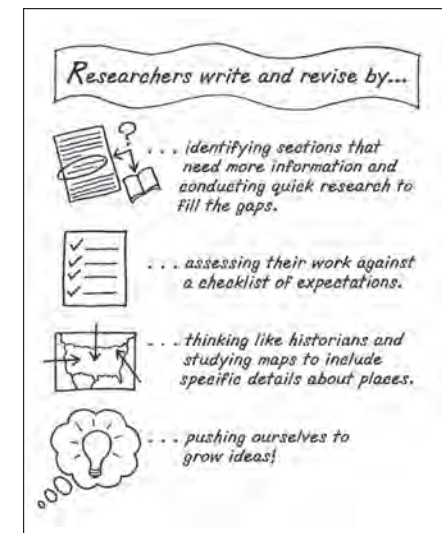 Researchers write and revise by...
... identifying sections that
need more information and
conducting quick research to
fill the gaps.
... assessing their work against
a checklist of expectations.
... thinking like historians and
studying maps to include
specific details about places.
... pushing ourselves to
grow ideas!